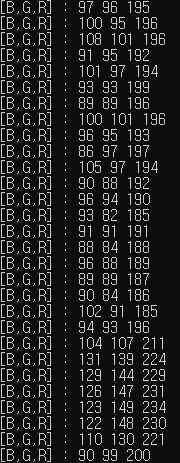 [B,G,R] : 97 96 195
[B,G,R] : 100 95 196
[B,G,R] : 108 101 196
[B,G,R] : 91 95 192
[B,G,R] : 101 97 194
[B,G,R] : 93 93 199
[B,G,R] : 89 89 196
[B,G,R] : 100 101 196
[B,G,R] : 96 95 193
[B,G,R] : 86 97 197
[B,G,R] : 105 97 194
[B,G,R] : 90 88 192
[B,G,R] : 96 94 190
[B,G,R] : 93 82 185
[B,G,R] : 91 91 191
[B,G,R] : 88 84 188
[B,G,R] : 96 88 189
[B,G,R] : 89 89 187
[B,G,R] : 90 84 186
[B,G,R] : 102 91 185
[B,G,R] : 94 93 196
[B,G,R] : 104 107 211
[B,G,R] : 131 139 224
[B,G,R] : 129 144 229
[B,G,R] : 126 147 231
[B,G,R] : 123 149 234
[B,G,R] : 122 148 230
[B,G,R] : 110 130 221
[B,G,R] : 90 99 200